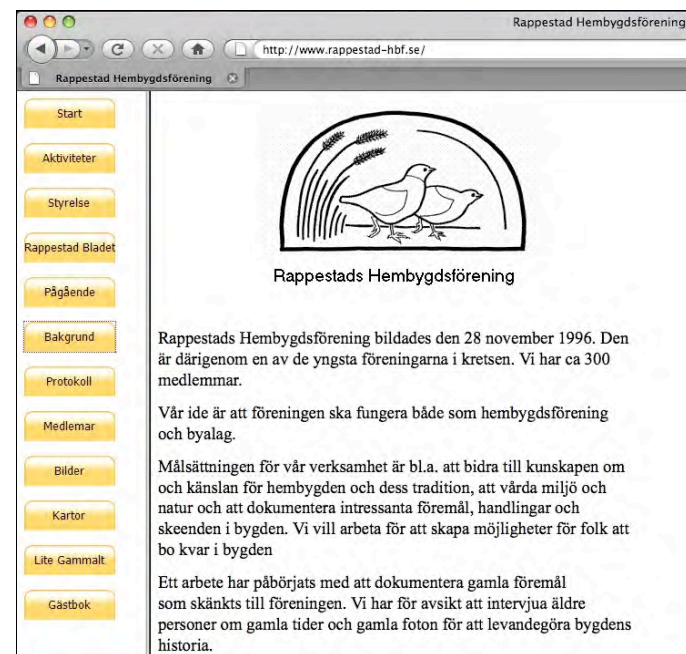 Rappestad Hembygdsförening
http://www.rappestad-hbf.se/
Rappestad Hembygdsförening
Start
Aktiviteter
Styrelse
Rappestad Bladet
Pågående
Bakgrund
Protokoll
Medlemar
Bilder
Kartor
Lite Gammalt
Gästbok
Rappestads Hembygdsförening
Rappestads Hembygdsförening bildades den 28 november 1996. Den
är därigenom en av de yngsta föreningarna i kretsen. Vi har ca 300
medlemmar.
Vår ide är att föreningen ska fungera både som hembygdsförening
och byalag.
Målsättningen för vår verksamhet är bl.a. att bidra till kunskapen om
och känslan för hembygden och dess tradition, att vårda miljö och
natur och att dokumentera intressanta föremål, handlingar och
skeenden i bygden. Vi vill arbeta för att skapa möjligheter för folk att
bo kvar i bygden
Ett arbete har påbörjats med att dokumentera gamla föremål
som skänkts till föreningen. Vi har för avsikt att intervjua äldre
personer om gamla tider och gamla foton för att levandegöra bygdens
historia.